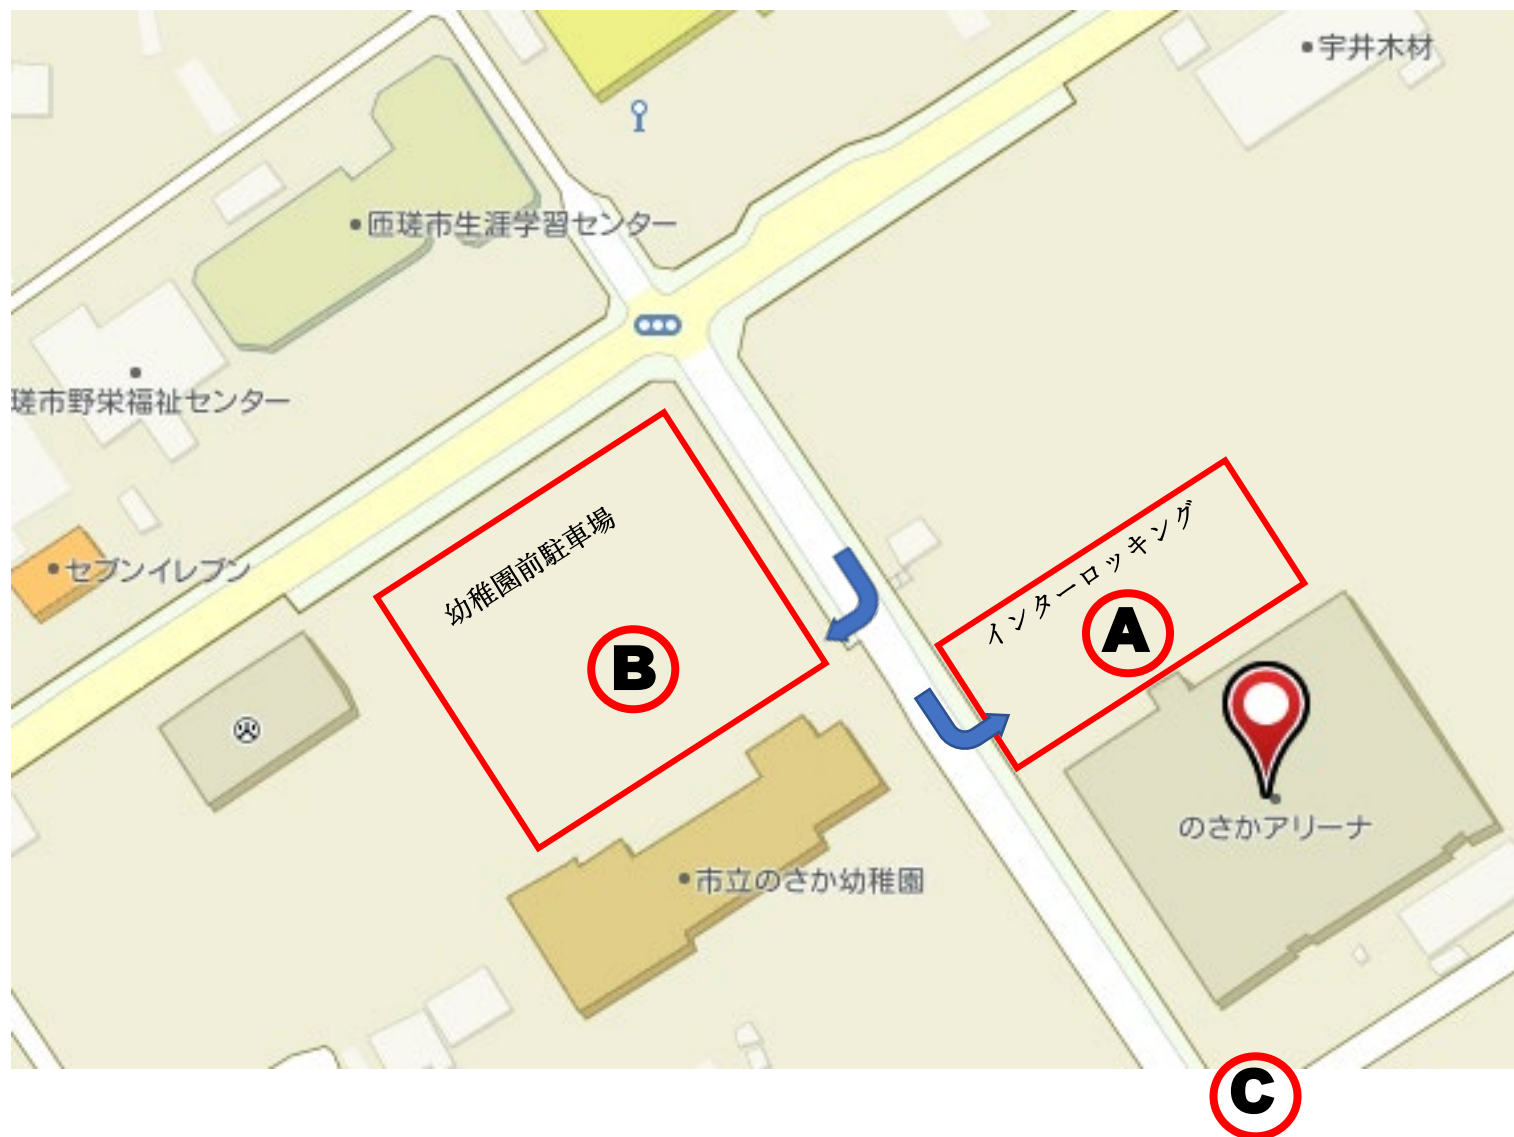 宇井木材
匝瑳市生涯学習センター
瑳市野栄福祉センター
セブンイレブン
幼稚園前駐車場
インターロッキング
A
B
のさかアリーナ
市立のさか幼稚園
C